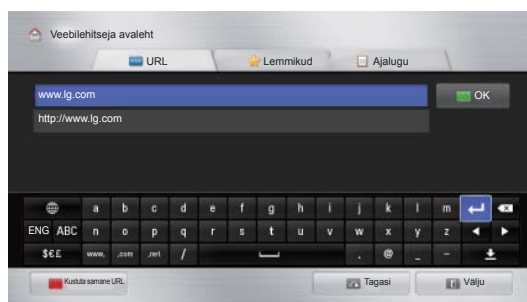 Veebilehitseja avaleht
URL Lemmikud Ajalugu
www.lg.com OK
http://www.lg.com
a b c d e f g h i j k l m
ENG ABC n o p q r s t u v w x y z
$€£ www. .com .net / . @ _ -
Kustuta samane URL Tagasi Välju